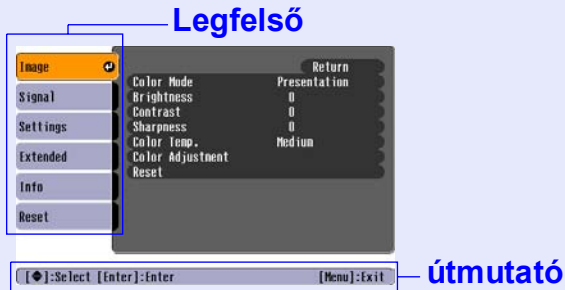 Legfelső
Image
Signal
Settings
Extended
Info
Reset
Return
Color Mode Presentation
Brightness 0
Contrast 0
Sharpness 0
Color Temp. Medium
Color Adjustment
Reset
[◆]:Select [Enter]:Enter [Menu]:Exit
útmutató